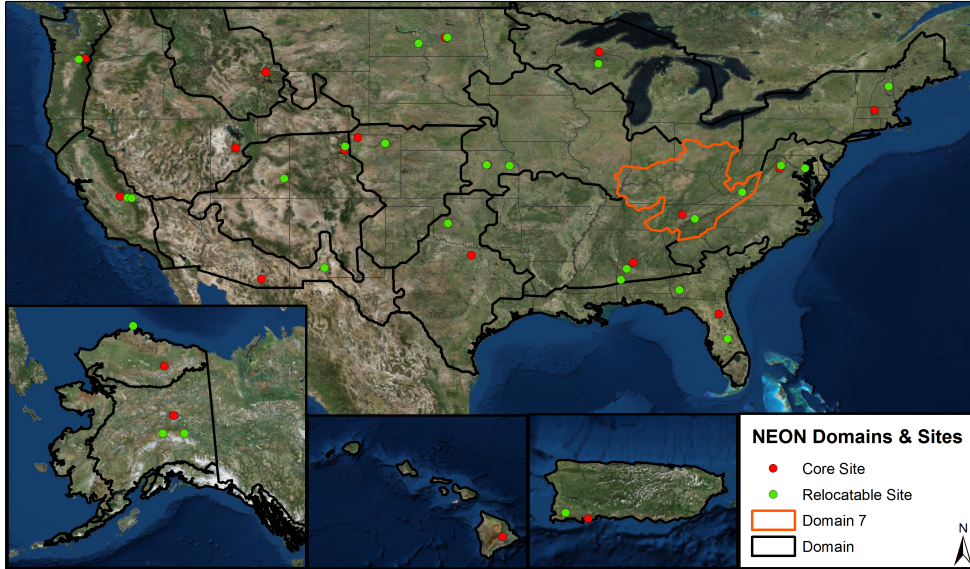 NEON Domains & Sites
Core Site
Relocatable Site
Domain 7
Domain
N